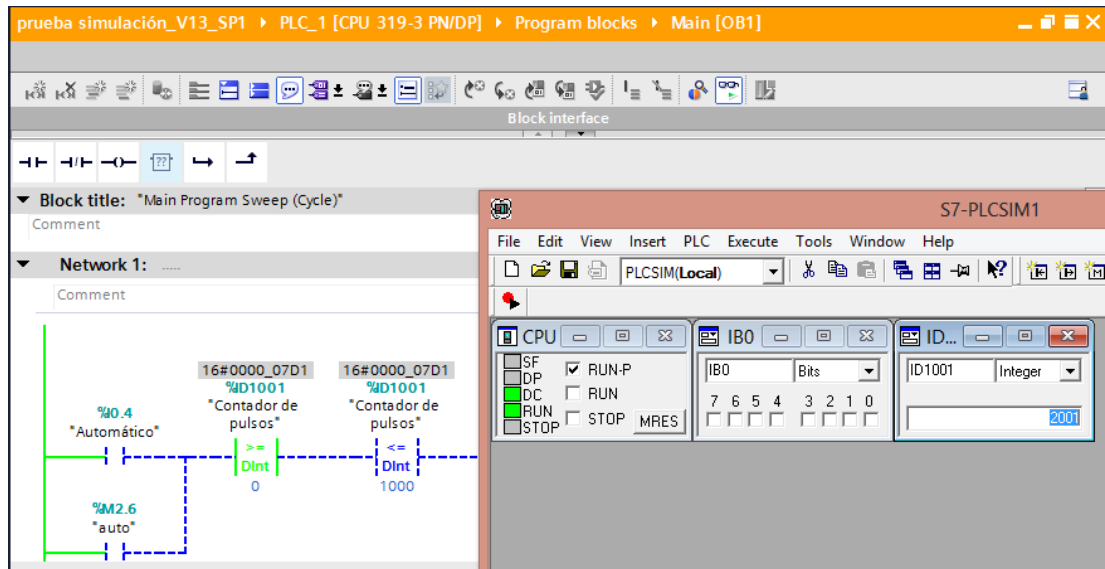 prueba simulación_V13_SP1 ▸ PLC_1 [CPU 319-3 PN/DP] ▸ Program blocks ▸ Main [OB1]
Block interface
??
Block title: "Main Program Sweep (Cycle)"
Comment
Network 1: .....
Comment
16#0000_07D1 16#0000_07D1
%ID1001 %ID1001
"Contador de pulsos" "Contador de pulsos"
%I0.4
"Automático"
>= <=
DInt DInt
0 1000
%M2.6
"auto"
S7-PLCSIM1
File Edit View Insert PLC Execute Tools Window Help
PLCSIM(Local)
CPU
SF
DP
DC
RUN
STOP
RUN-P
RUN
STOP MRES
IB0
IB0 Bits
7 6 5 4 3 2 1 0
ID...
ID1001 Integer
2001